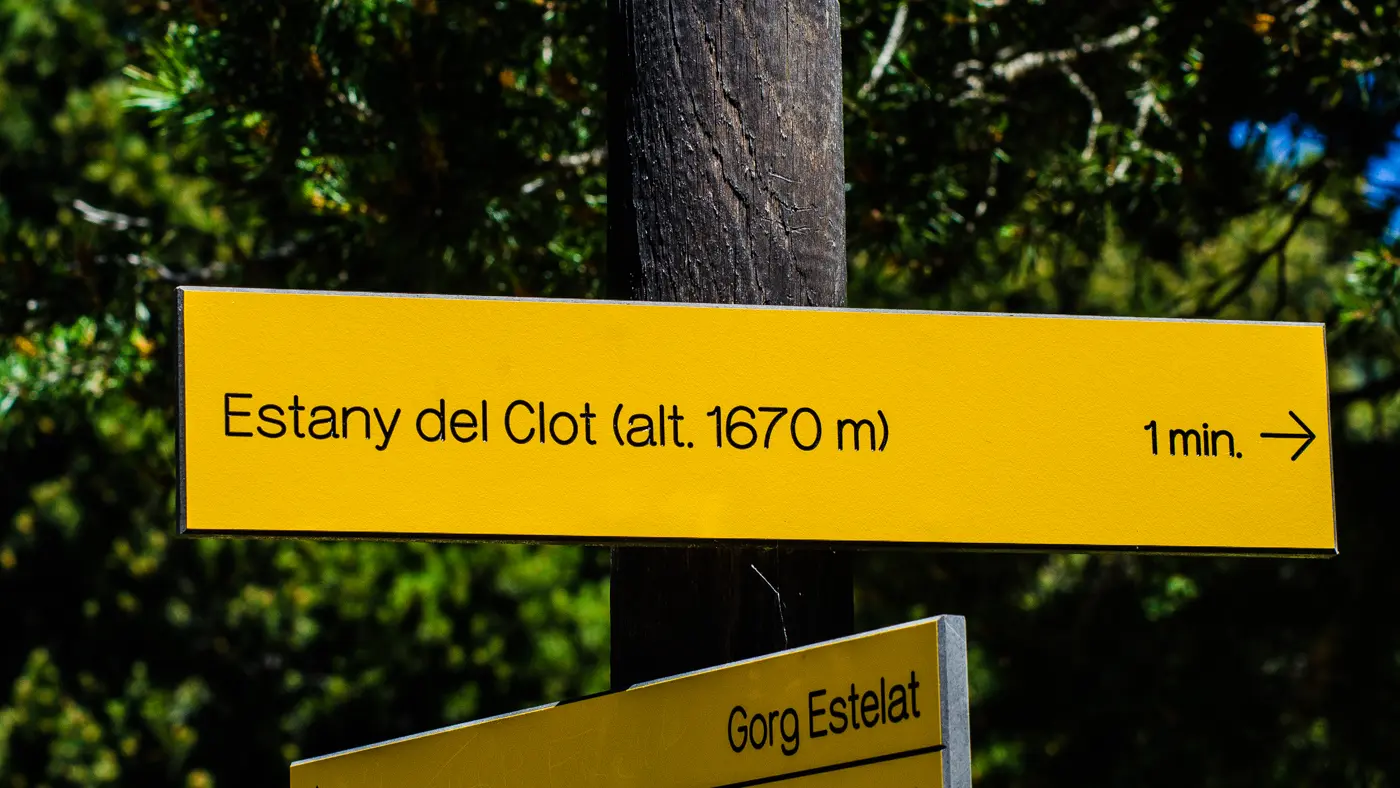 Estany del Clot (alt. 1670 m) 1 min. →
Gorg Estelat